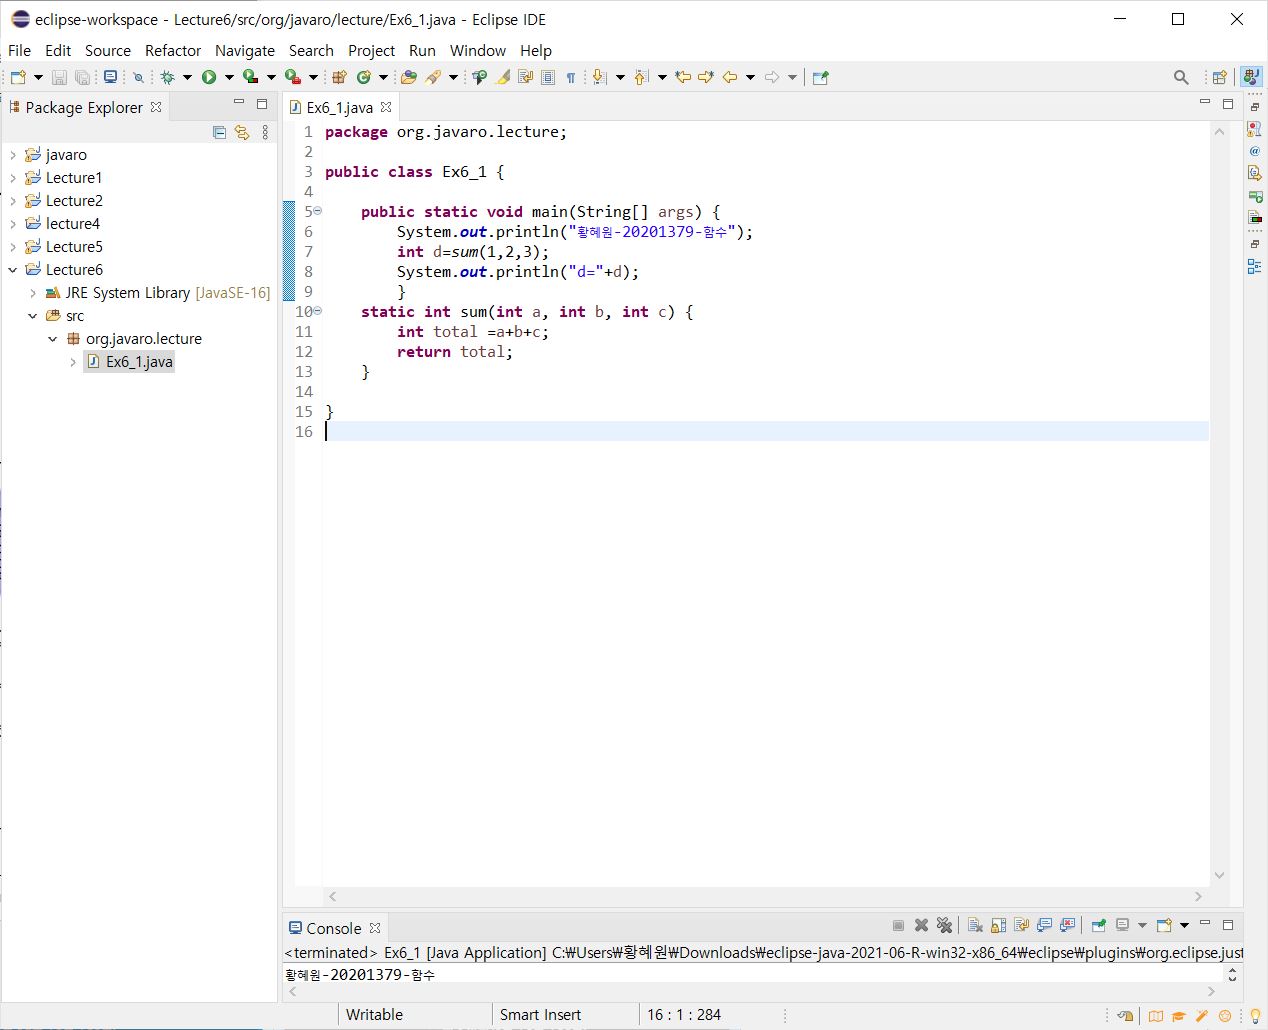 eclipse-workspace - Lecture6/src/org/javaro/lecture/Ex6_1.java - Eclipse IDE
File Edit Source Refactor Navigate Search Project Run Window Help
Package Explorer
javaro
Lecture1
Lecture2
lecture4
Lecture5
Lecture6
JRE System Library [JavaSE-16]
src
org.javaro.lecture
Ex6_1.java
Ex6_1.java
1 package org.javaro.lecture;
2
3 public class Ex6_1 {
4
5 public static void main(String[] args) {
6 System.out.println("황혜원-20201379-함수");
7 int d=sum(1,2,3);
8 System.out.println("d="+d);
9 }
10 static int sum(int a, int b, int c) {
11 int total =a+b+c;
12 return total;
13 }
14
15 }
16
Console
<terminated> Ex6_1 [Java Application] C:₩Users₩황혜원₩Downloads₩eclipse-java-2021-06-R-win32-x86_64₩eclipse₩plugins₩org.eclipse.just
황혜원-20201379-함수
Writable Smart Insert 16 : 1 : 284